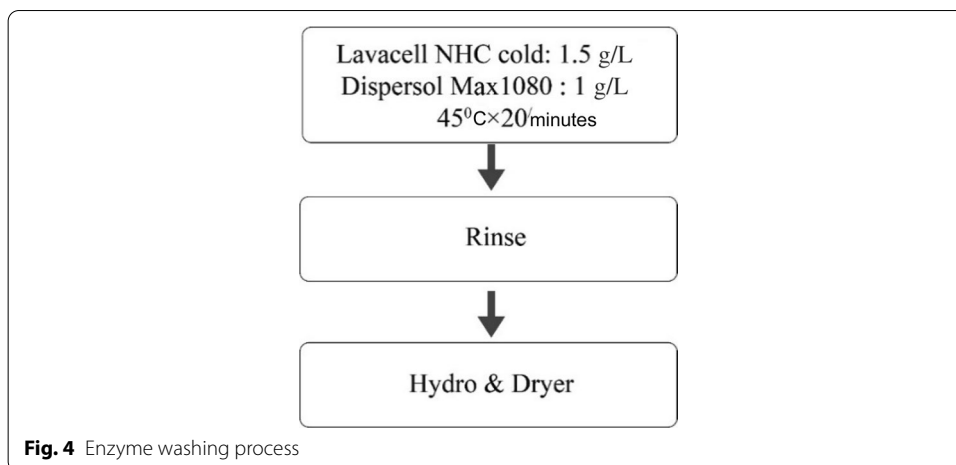 Lavacell NHC cold: 1.5 g/L
Dispersol Max1080 : 1 g/L
45⁰C×20/minutes
Rinse
Hydro & Dryer
Fig. 4 Enzyme washing process